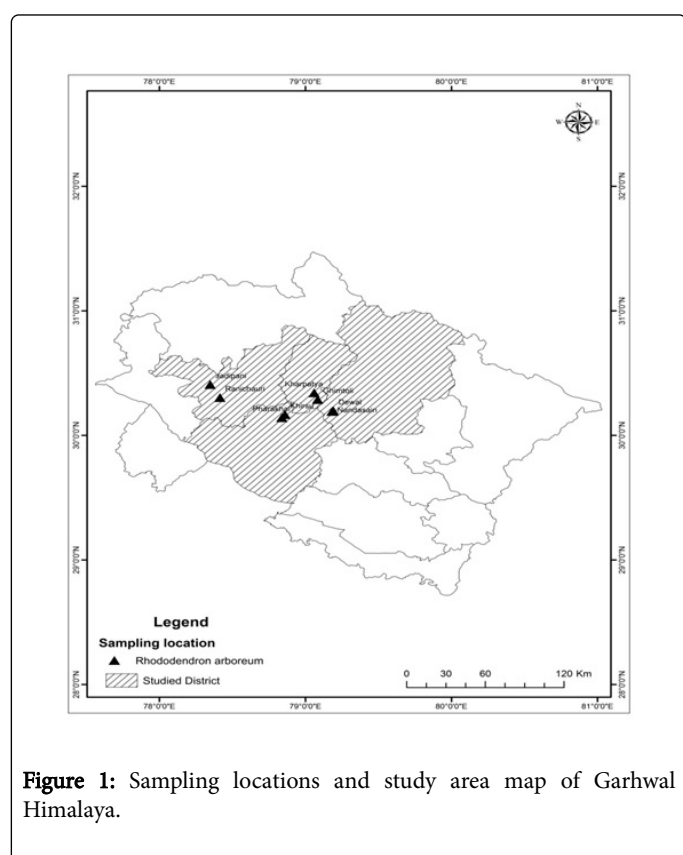 78°0'0"E 79°0'0"E 80°0'0"E 81°0'0"E
N
W E
S
32°0'0"N 32°0'0"N
31°0'0"N 31°0'0"N
30°0'0"N 30°0'0"N
29°0'0"N 29°0'0"N
28°0'0"N 28°0'0"N
Ranichauri
Kharpatya
Ghimtoli
Dewal
Nandasain
Legend
Sampling location
Rhododendron arboreum
Studied District
0 30 60 120 Km
78°0'0"E 79°0'0"E 80°0'0"E 81°0'0"E
Figure 1: Sampling locations and study area map of Garhwal
Himalaya.